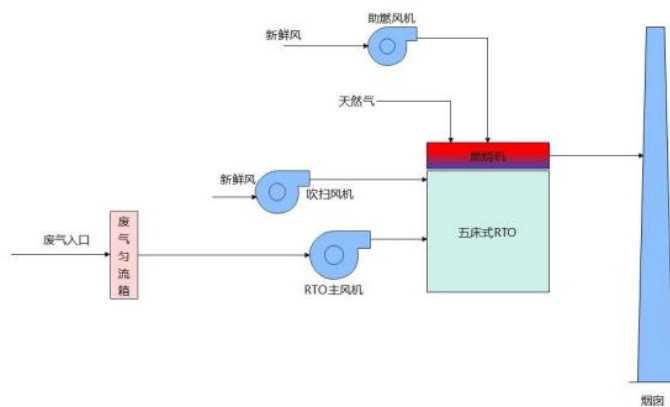 助燃风机
新鲜风
天然气
燃烧机
新鲜风
吹扫风机
废气匀流箱
废气入口
五床式RTO
RTO主风机
烟囱